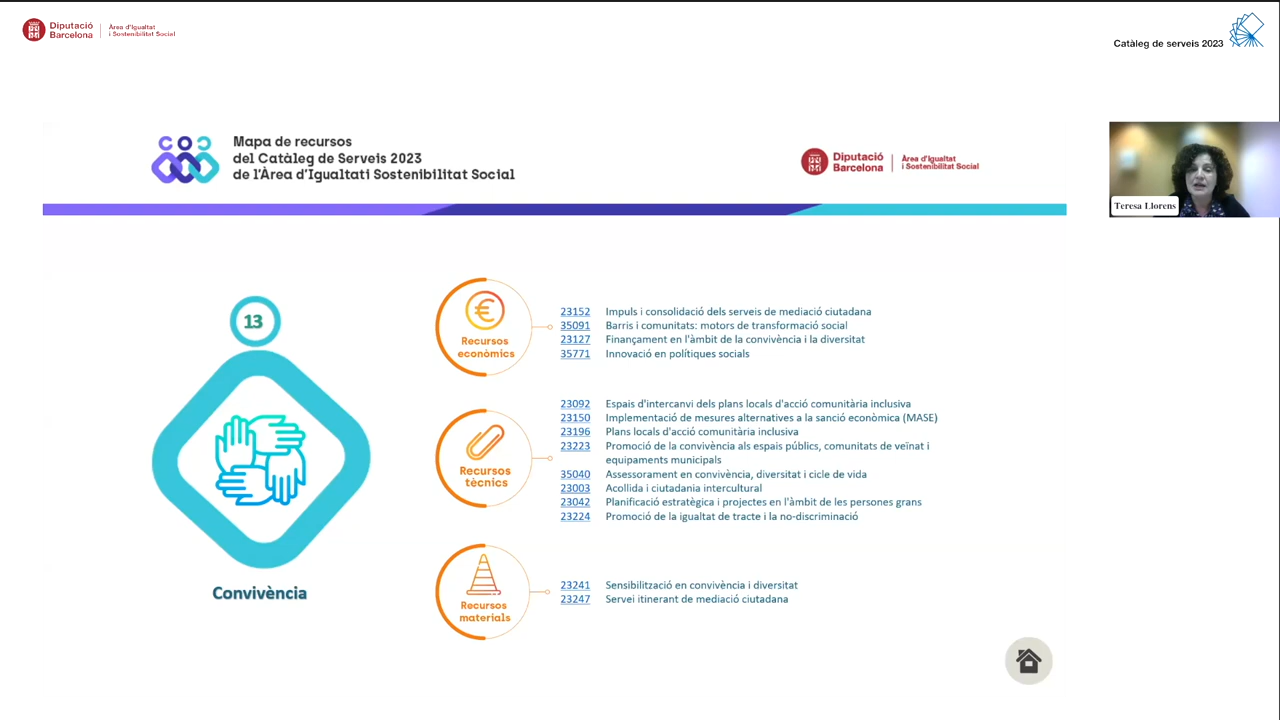 Diputació
Barcelona
Àrea d'Igualtat
i Sostenibilitat Social
Catàleg de serveis 2023
Mapa de recursos
del Catàleg de Serveis 2023
de l'Àrea d'Igualtati Sostenibilitat Social
Diputació
Barcelona
Àrea d'Igualtat
i Sostenibilitat Social
Teresa Llorens
13
Convivència
Recursos
econòmics
23152 Impuls i consolidació dels serveis de mediació ciutadana
35091 Barris i comunitats: motors de transformació social
23127 Finançament en l'àmbit de la convivència i la diversitat
35771 Innovació en polítiques socials
Recursos
tècnics
23092 Espais d'intercanvi dels plans locals d'acció comunitària inclusiva
23150 Implementació de mesures alternatives a la sanció econòmica (MASE)
23196 Plans locals d'acció comunitària inclusiva
23223 Promoció de la convivència als espais públics, comunitats de veïnat i
equipaments municipals
35040 Assessorament en convivència, diversitat i cicle de vida
23003 Acollida i ciutadania intercultural
23042 Planificació estratègica i projectes en l'àmbit de les persones grans
23224 Promoció de la igualtat de tracte i la no-discriminació
Recursos
materials
23241 Sensibilització en convivència i diversitat
23247 Servei itinerant de mediació ciutadana